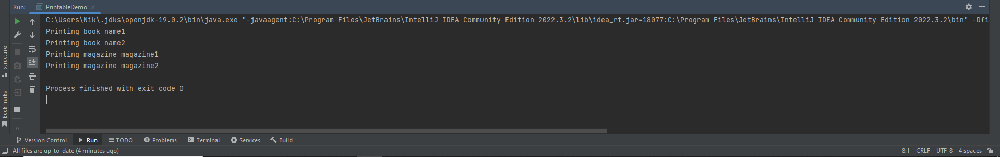 Run: PrintableDemo
C:\Users\Nik\.jdks\openjdk-19.0.2\bin\java.exe "-javaagent:C:\Program Files\JetBrains\IntelliJ IDEA Community Edition 2022.3.2\lib\idea_rt.jar=18077:C:\Program Files\JetBrains\IntelliJ IDEA Community Edition 2022.3.2\bin" -Dfi
Printing book name1
Printing book name2
Printing magazine magazine1
Printing magazine magazine2
Process finished with exit code 0
Structure
Bookmarks
Version Control Run TODO Problems Terminal Services Build
All files are up-to-date (4 minutes ago) 8:1 CRLF UTF-8 4 spaces